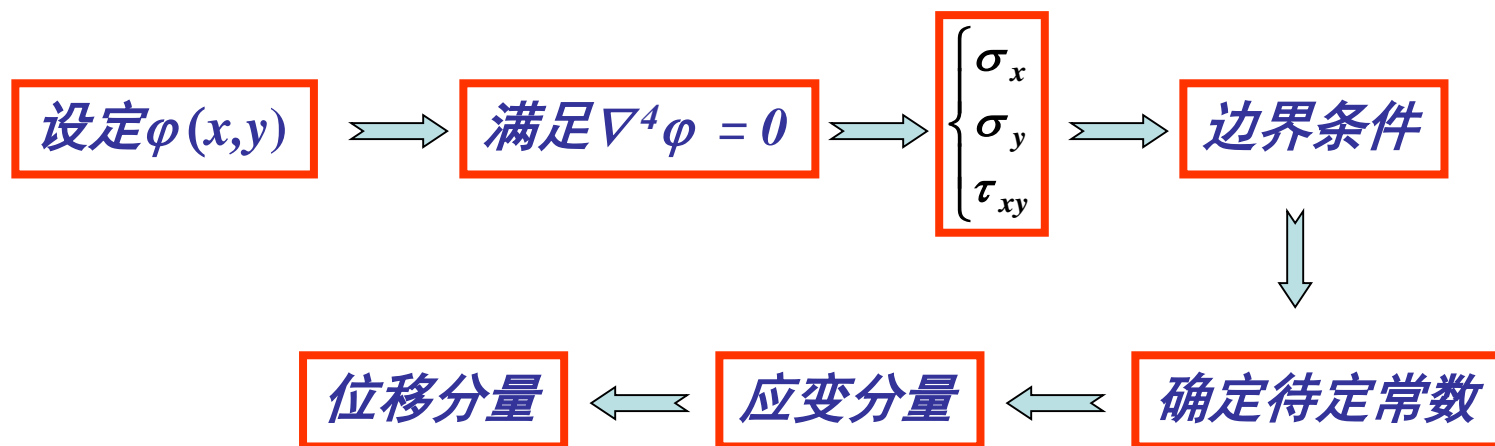 设定φ(x,y)
满足∇⁴φ = 0
σx
σy
τxy
边界条件
确定待定常数
应变分量
位移分量